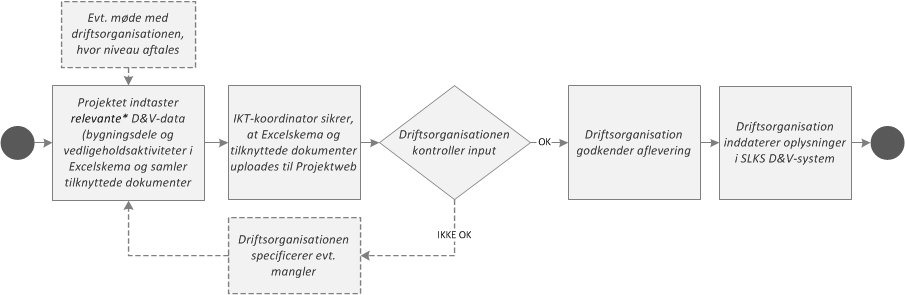 Evt. møde med
driftsorganisationen,
hvor niveau aftales
Projektet indtaster
relevante* D&V-data
(bygningsdele og
vedligeholdsaktiviteter i
Excelskema og samler
tilknyttede dokumenter
IKT-koordinator sikrer,
at Excelskema og
tilknyttede dokumenter
uploades til Projektweb
Driftsorganisationen
kontroller input
OK
Driftsorganisation
godkender aflevering
Driftsorganisation
inddaterer oplysninger
i SLKS D&V-system
IKKE OK
Driftsorganisationen
specificerer evt.
mangler